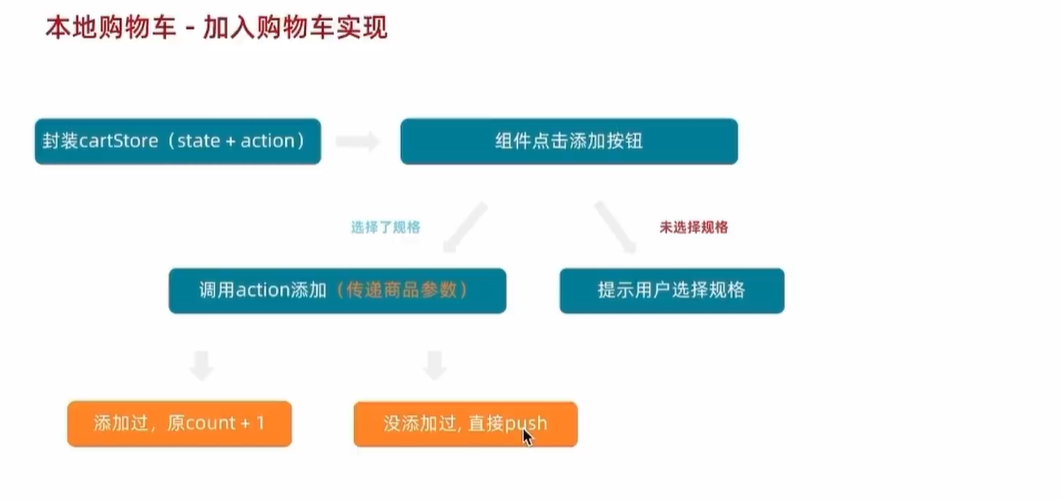 本地购物车 - 加入购物车实现
封装cartStore（state + action）
组件点击添加按钮
选择了规格
未选择规格
调用action添加（传递商品参数）
提示用户选择规格
添加过，原count + 1
没添加过, 直接push